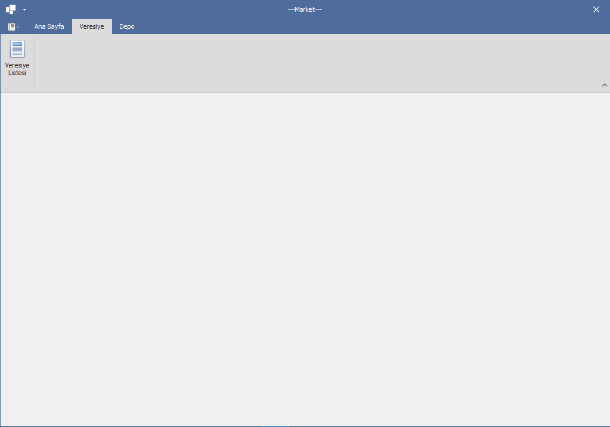 ---Market---
Ana Sayfa
Veresiye
Depo
Veresiye
Listesi